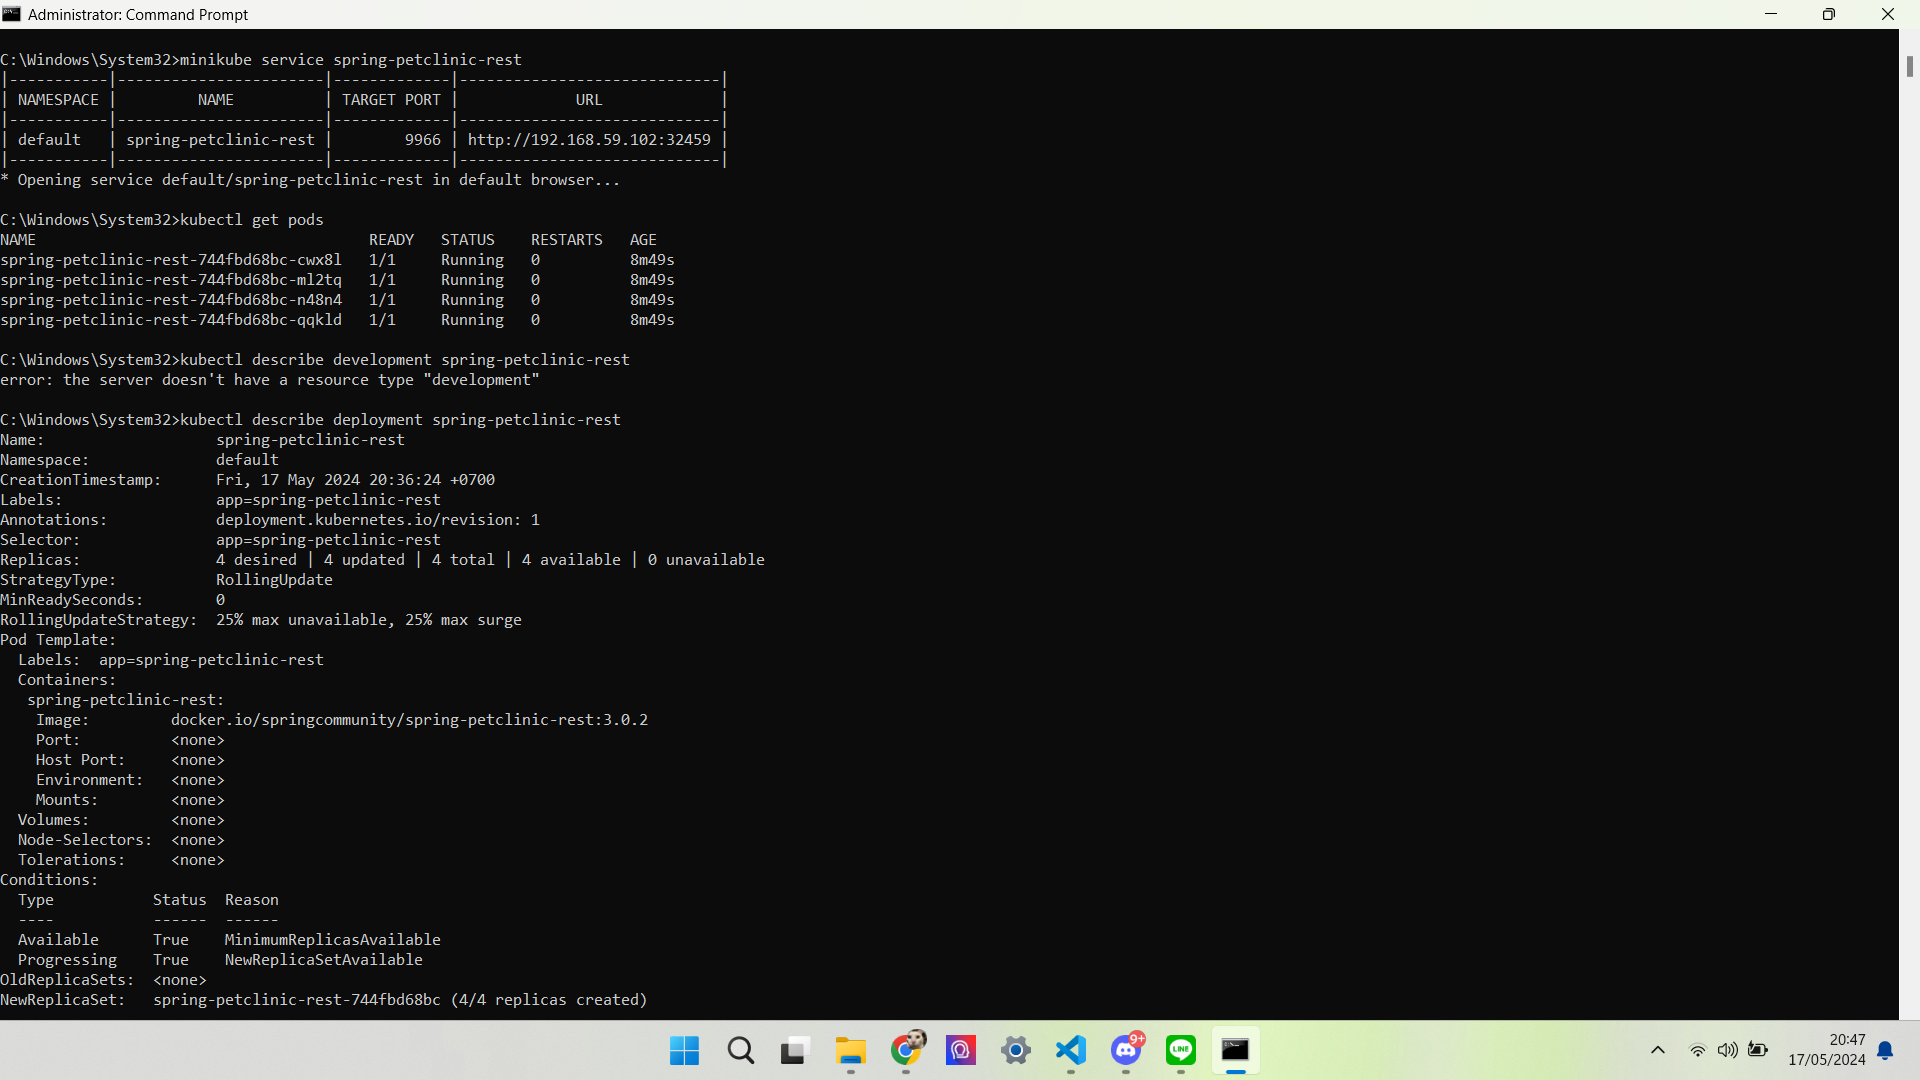 Administrator: Command Prompt
C:\Windows\System32>minikube service spring-petclinic-rest
|-----------|-----------------------|-------------|-----------------------------|
| NAMESPACE |         NAME          | TARGET PORT |             URL             |
|-----------|-----------------------|-------------|-----------------------------|
| default   | spring-petclinic-rest |        9966 | http://192.168.59.102:32459 |
|-----------|-----------------------|-------------|-----------------------------|
* Opening service default/spring-petclinic-rest in default browser...
C:\Windows\System32>kubectl get pods
NAME                                     READY   STATUS    RESTARTS   AGE
spring-petclinic-rest-744fbd68bc-cwx8l   1/1     Running   0          8m49s
spring-petclinic-rest-744fbd68bc-ml2tq   1/1     Running   0          8m49s
spring-petclinic-rest-744fbd68bc-n48n4   1/1     Running   0          8m49s
spring-petclinic-rest-744fbd68bc-qqkld   1/1     Running   0          8m49s
C:\Windows\System32>kubectl describe development spring-petclinic-rest
error: the server doesn't have a resource type "development"
C:\Windows\System32>kubectl describe deployment spring-petclinic-rest
Name:                   spring-petclinic-rest
Namespace:              default
CreationTimestamp:      Fri, 17 May 2024 20:36:24 +0700
Labels:                 app=spring-petclinic-rest
Annotations:            deployment.kubernetes.io/revision: 1
Selector:               app=spring-petclinic-rest
Replicas:               4 desired | 4 updated | 4 total | 4 available | 0 unavailable
StrategyType:           RollingUpdate
MinReadySeconds:        0
RollingUpdateStrategy:  25% max unavailable, 25% max surge
Pod Template:
  Labels:  app=spring-petclinic-rest
  Containers:
   spring-petclinic-rest:
    Image:         docker.io/springcommunity/spring-petclinic-rest:3.0.2
    Port:          <none>
    Host Port:     <none>
    Environment:   <none>
    Mounts:        <none>
  Volumes:         <none>
  Node-Selectors:  <none>
  Tolerations:     <none>
Conditions:
  Type           Status  Reason
  ----           ------  ------
  Available      True    MinimumReplicasAvailable
  Progressing    True    NewReplicaSetAvailable
OldReplicaSets:  <none>
NewReplicaSet:   spring-petclinic-rest-744fbd68bc (4/4 replicas created)
9+
LINE
20:47
17/05/2024